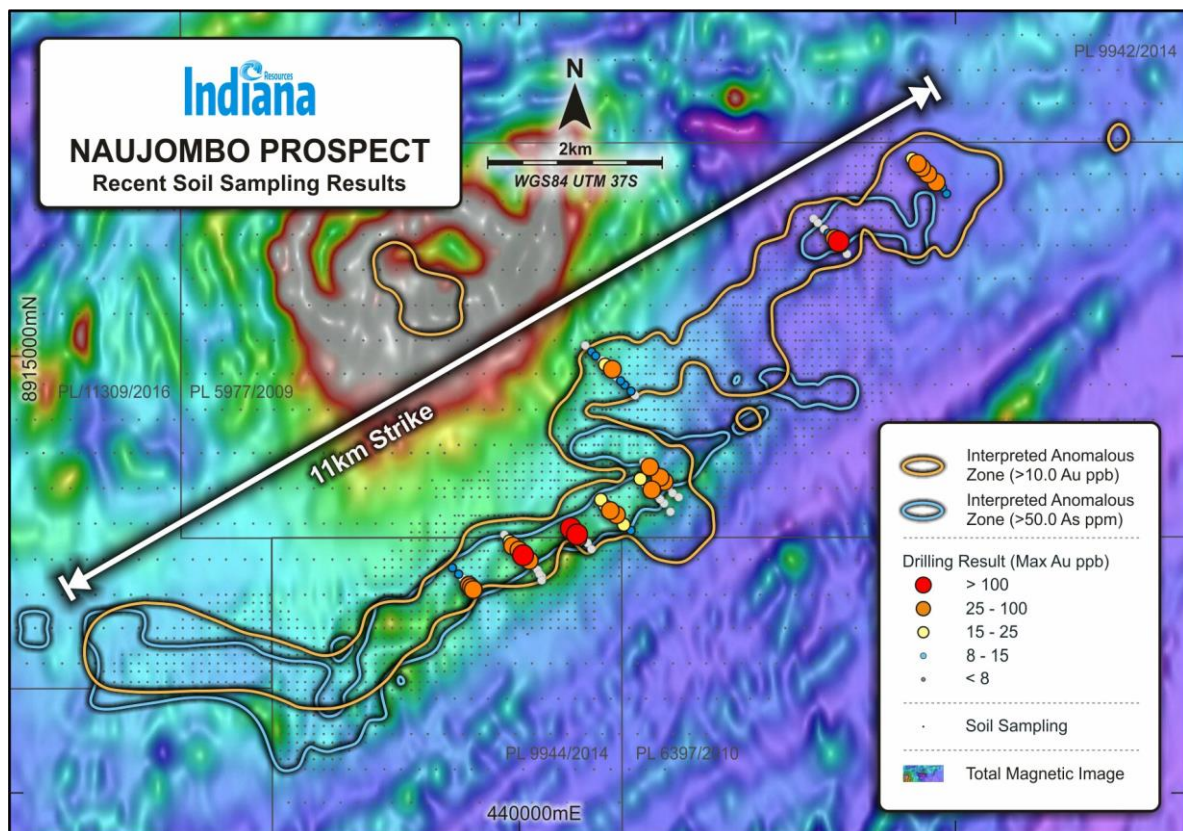 Indiana
Resources
NAUJOMBO PROSPECT
Recent Soil Sampling Results
N
2km
WGS84 UTM 37S
PL 9942/2014
8915000mN
PL/11309/2016
PL 5977/2009
11km Strike
Interpreted Anomalous
Zone (>10.0 Au ppb)
Interpreted Anomalous
Zone (>50.0 As ppm)
Drilling Result (Max Au ppb)
> 100
25 - 100
15 - 25
8 - 15
< 8
Soil Sampling
Total Magnetic Image
PL 9944/2014
PL 6397/2010
440000mE